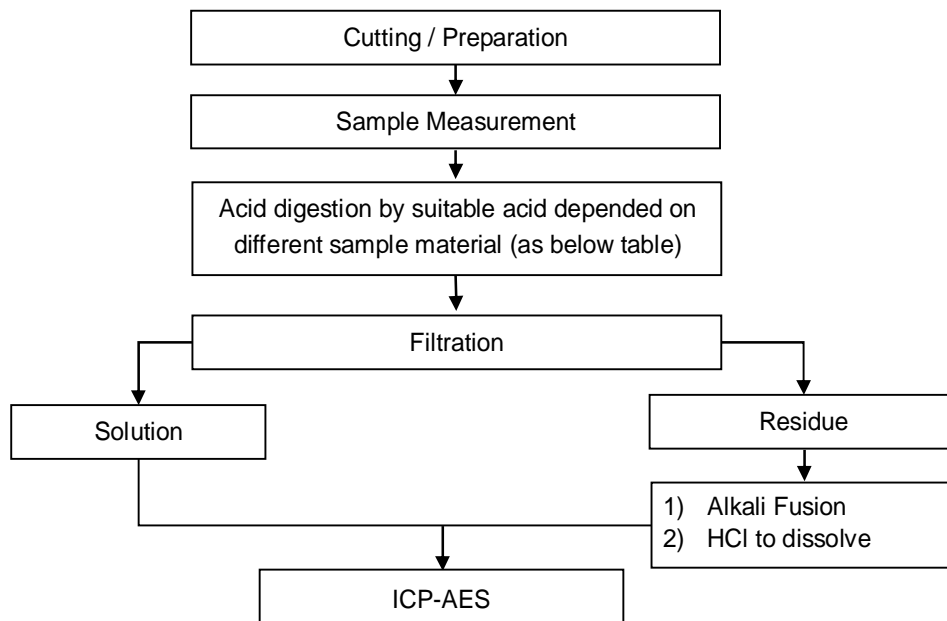 Cutting / Preparation
Sample Measurement
Acid digestion by suitable acid depended on
different sample material (as below table)
Filtration
Solution
Residue
1) Alkali Fusion
2) HCl to dissolve
ICP-AES